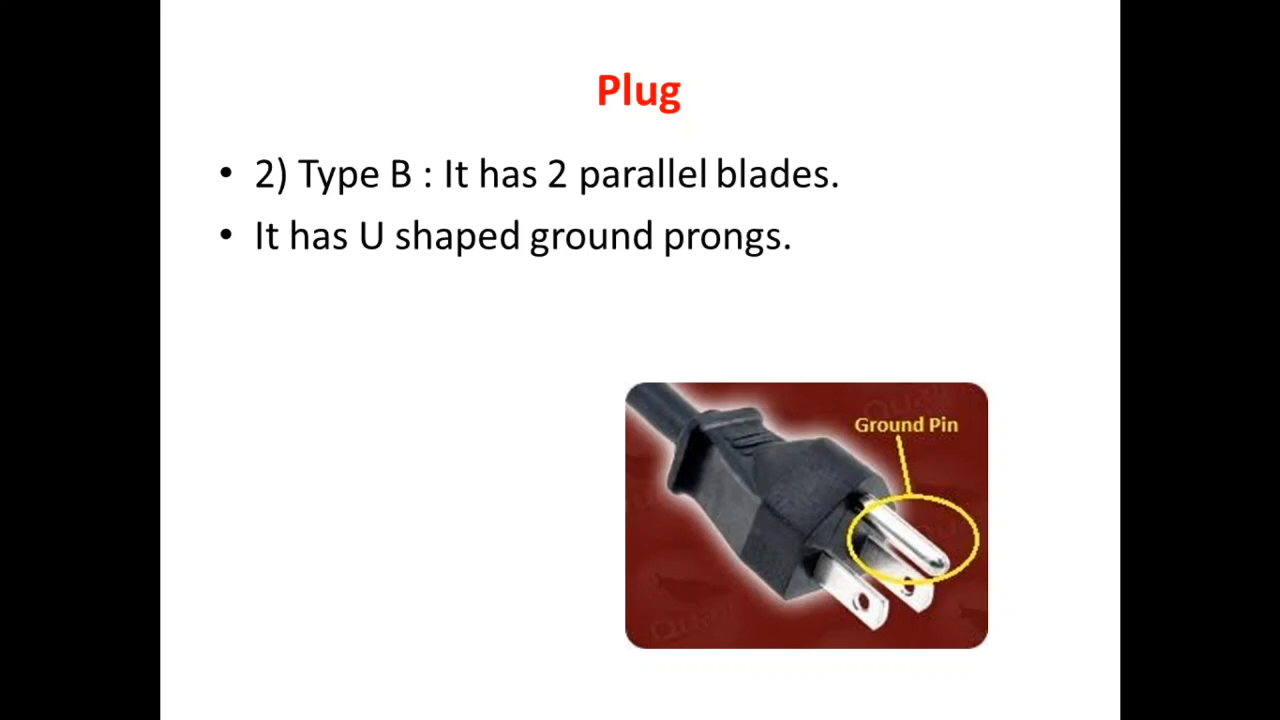 Plug
• 2) Type B : It has 2 parallel blades.
• It has U shaped ground prongs.
Ground Pin